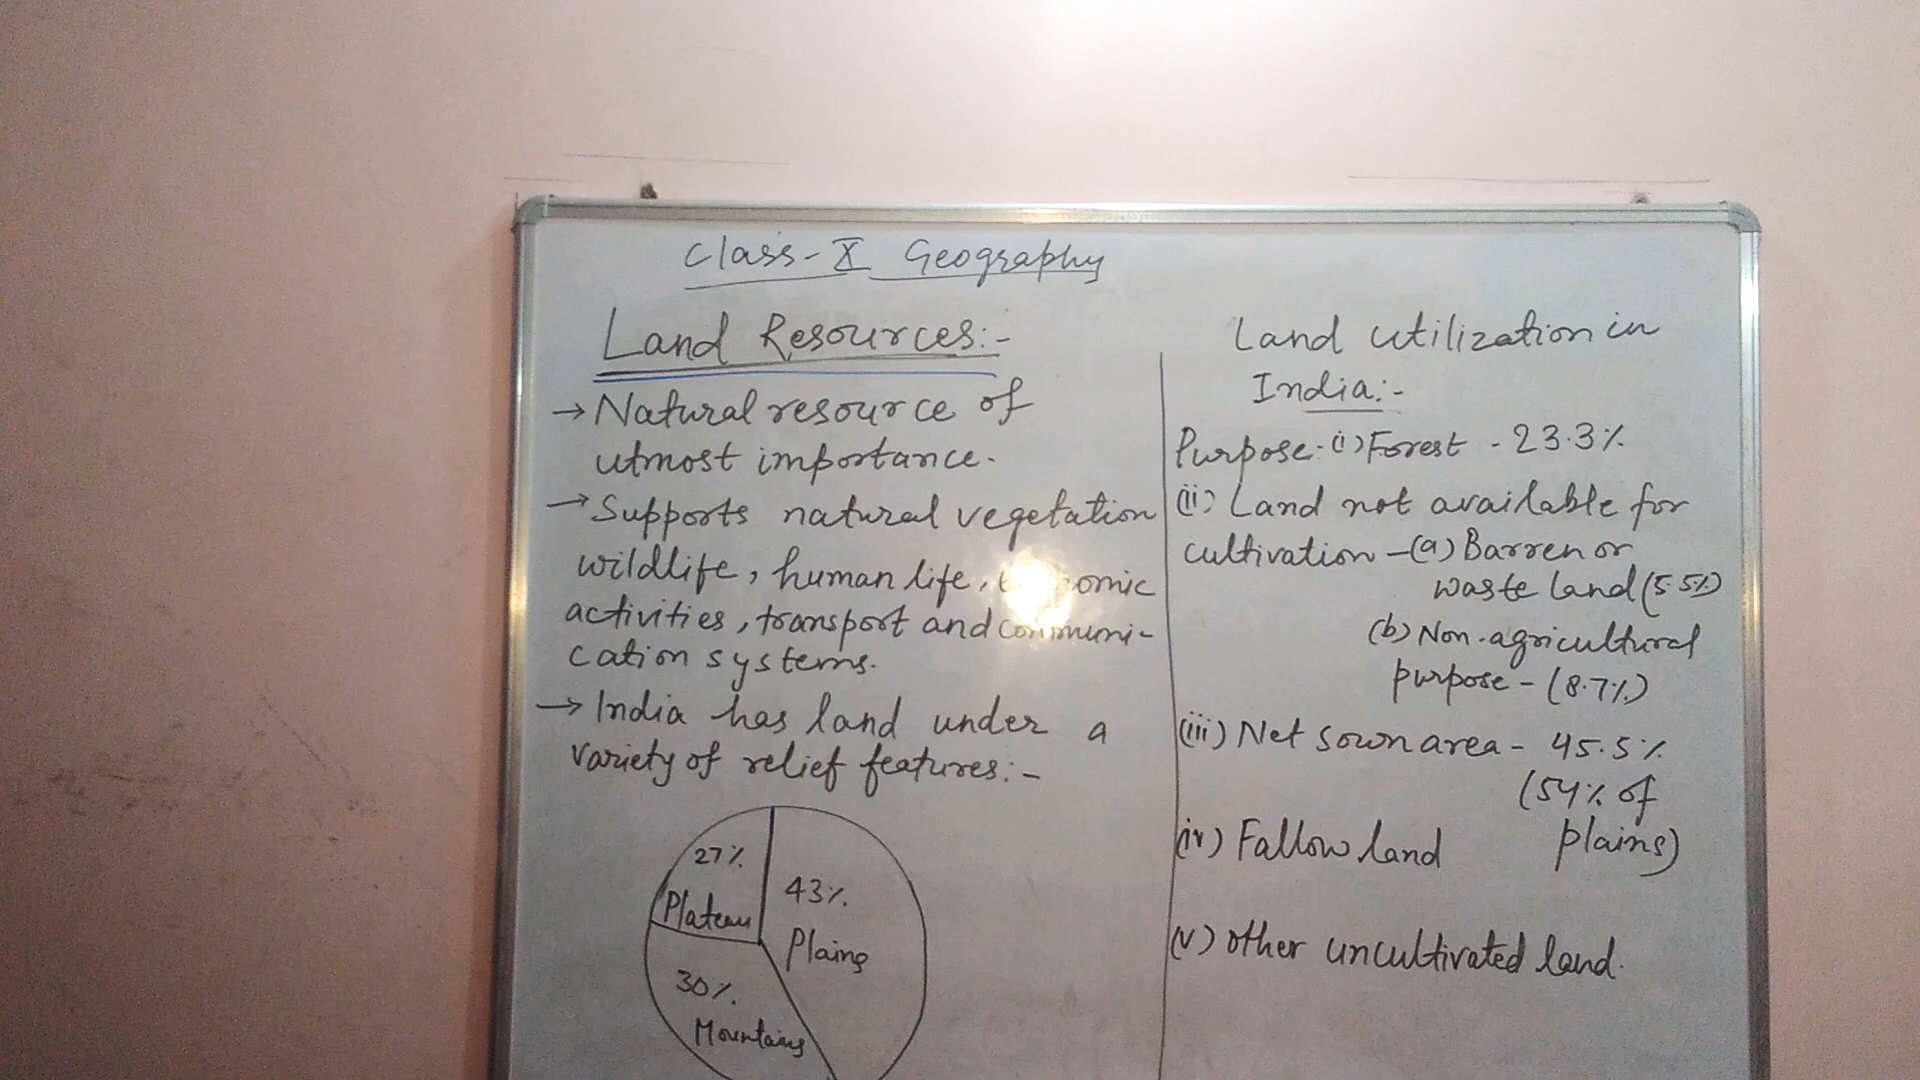 Class-X Geography
Land Resources:-
→ Natural resource of
utmost importance.
→ Supports natural vegetation
wildlife, human life,
activities, transport and communi-
cation systems.
→ India has land under a
variety of relief features:-
27%
Plateau
43%
Plains
30%
Mountains
Land utilization in
India:-
Purpose:- (i) Forest - 23.3%
(ii) Land not available for
cultivation - (a) Barren or
waste land (5.5%)
(b) Non-agricultural
purpose - (8.7%)
(iii) Net sown area - 45.5%
(54% of
plains)
(iv) Fallow land
(v) other uncultivated land.